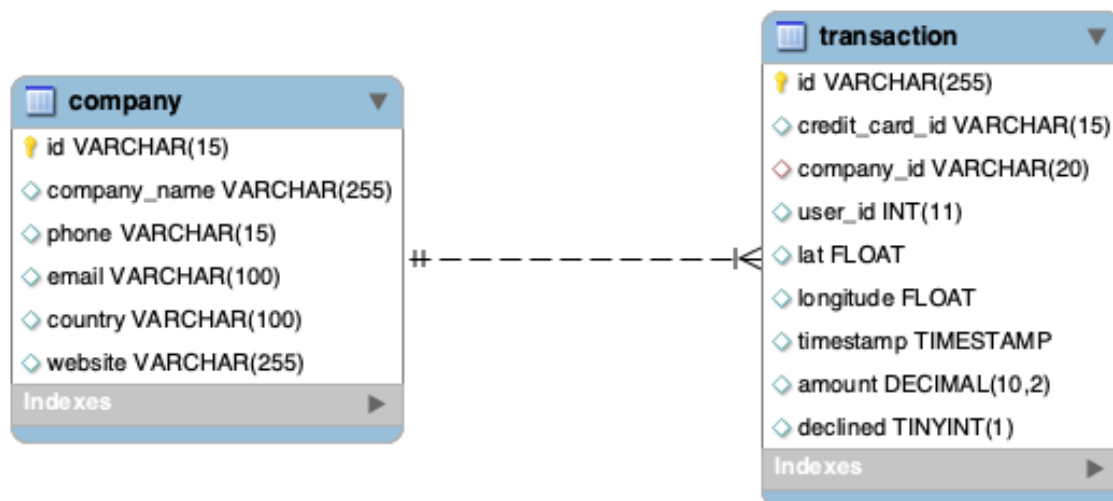 company
id VARCHAR(15)
company_name VARCHAR(255)
phone VARCHAR(15)
email VARCHAR(100)
country VARCHAR(100)
website VARCHAR(255)
Indexes
transaction
id VARCHAR(255)
credit_card_id VARCHAR(15)
company_id VARCHAR(20)
user_id INT(11)
lat FLOAT
longitude FLOAT
timestamp TIMESTAMP
amount DECIMAL(10,2)
declined TINYINT(1)
Indexes